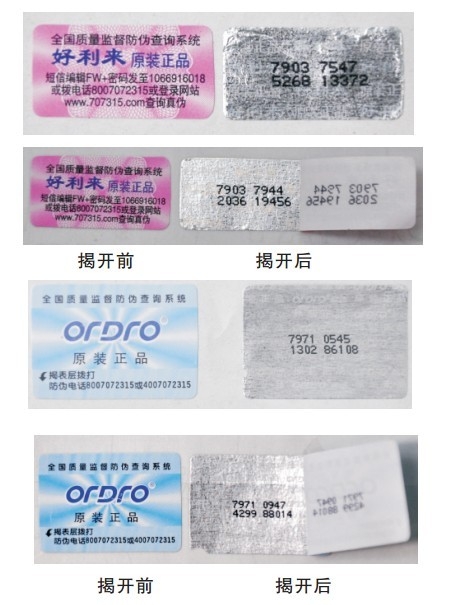 全国质量监督防伪查询系统
好利来 原装正品
短信编辑FW+密码发至1066916018
或拨电话8007072315或登录网站
www.707315.com查询真伪
7903 7547
5268 13372
全国质量监督防伪查询系统
好利来 原装正品
短信编辑FW+密码发至1066916018
或拨电话8007072315或登录网站
www.707315.com查询真伪
7903 7944
2036 19456
7903 7944
2036 19456
揭开前
揭开后
全国质量监督防伪查询系统
ORDRO
原装正品
揭表层拨打
防伪电话8007072315或4007072315
7971 0545
1302 86108
全国质量监督防伪查询系统
ORDRO
原装正品
揭表层拨打
防伪电话8007072315或4007072315
7971 0947
4299 88014
7971 0947
4299 88014
揭开前
揭开后